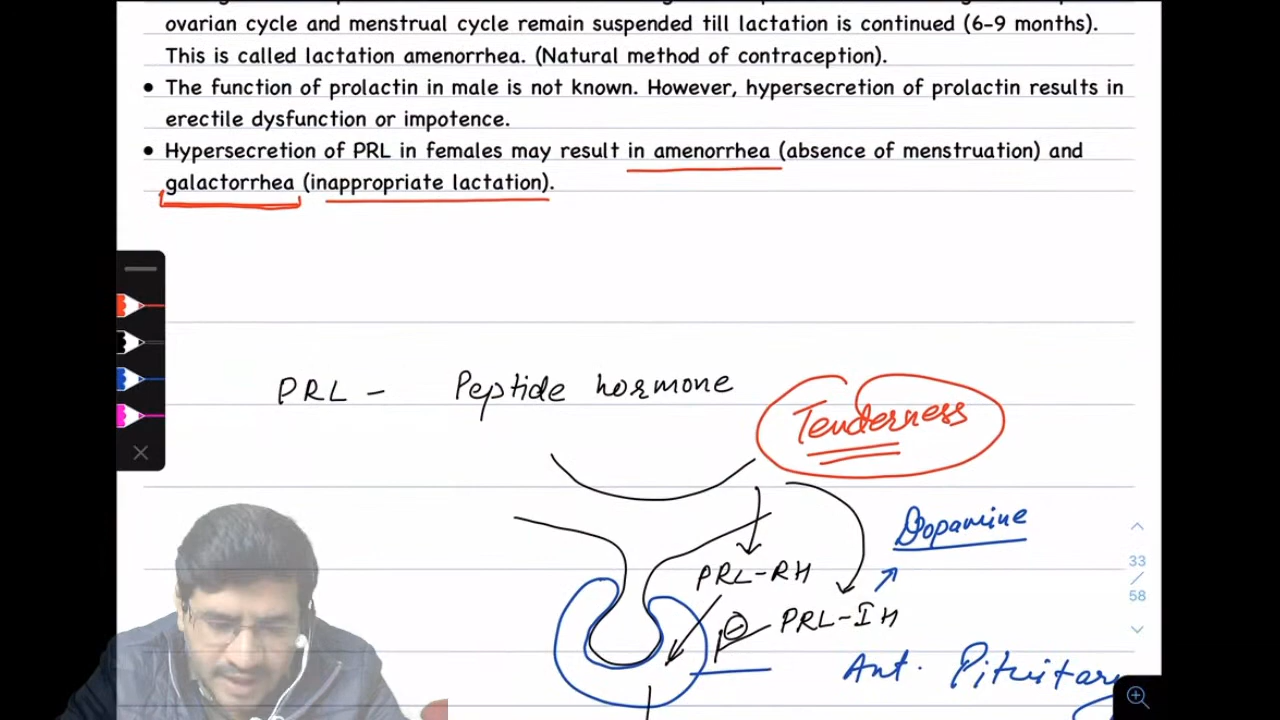 ovarian cycle and menstrual cycle remain suspended till lactation is continued (6-9 months).
This is called lactation amenorrhea. (Natural method of contraception).
• The function of prolactin in male is not known. However, hypersecretion of prolactin results in
erectile dysfunction or impotence.
• Hypersecretion of PRL in females may result in amenorrhea (absence of menstruation) and
galactorrhea (inappropriate lactation).
PRL - Peptide hormone
Tenderness
Dopamine
PRL-RH
PRL-IH
Ant. Pituitary
33
/
58